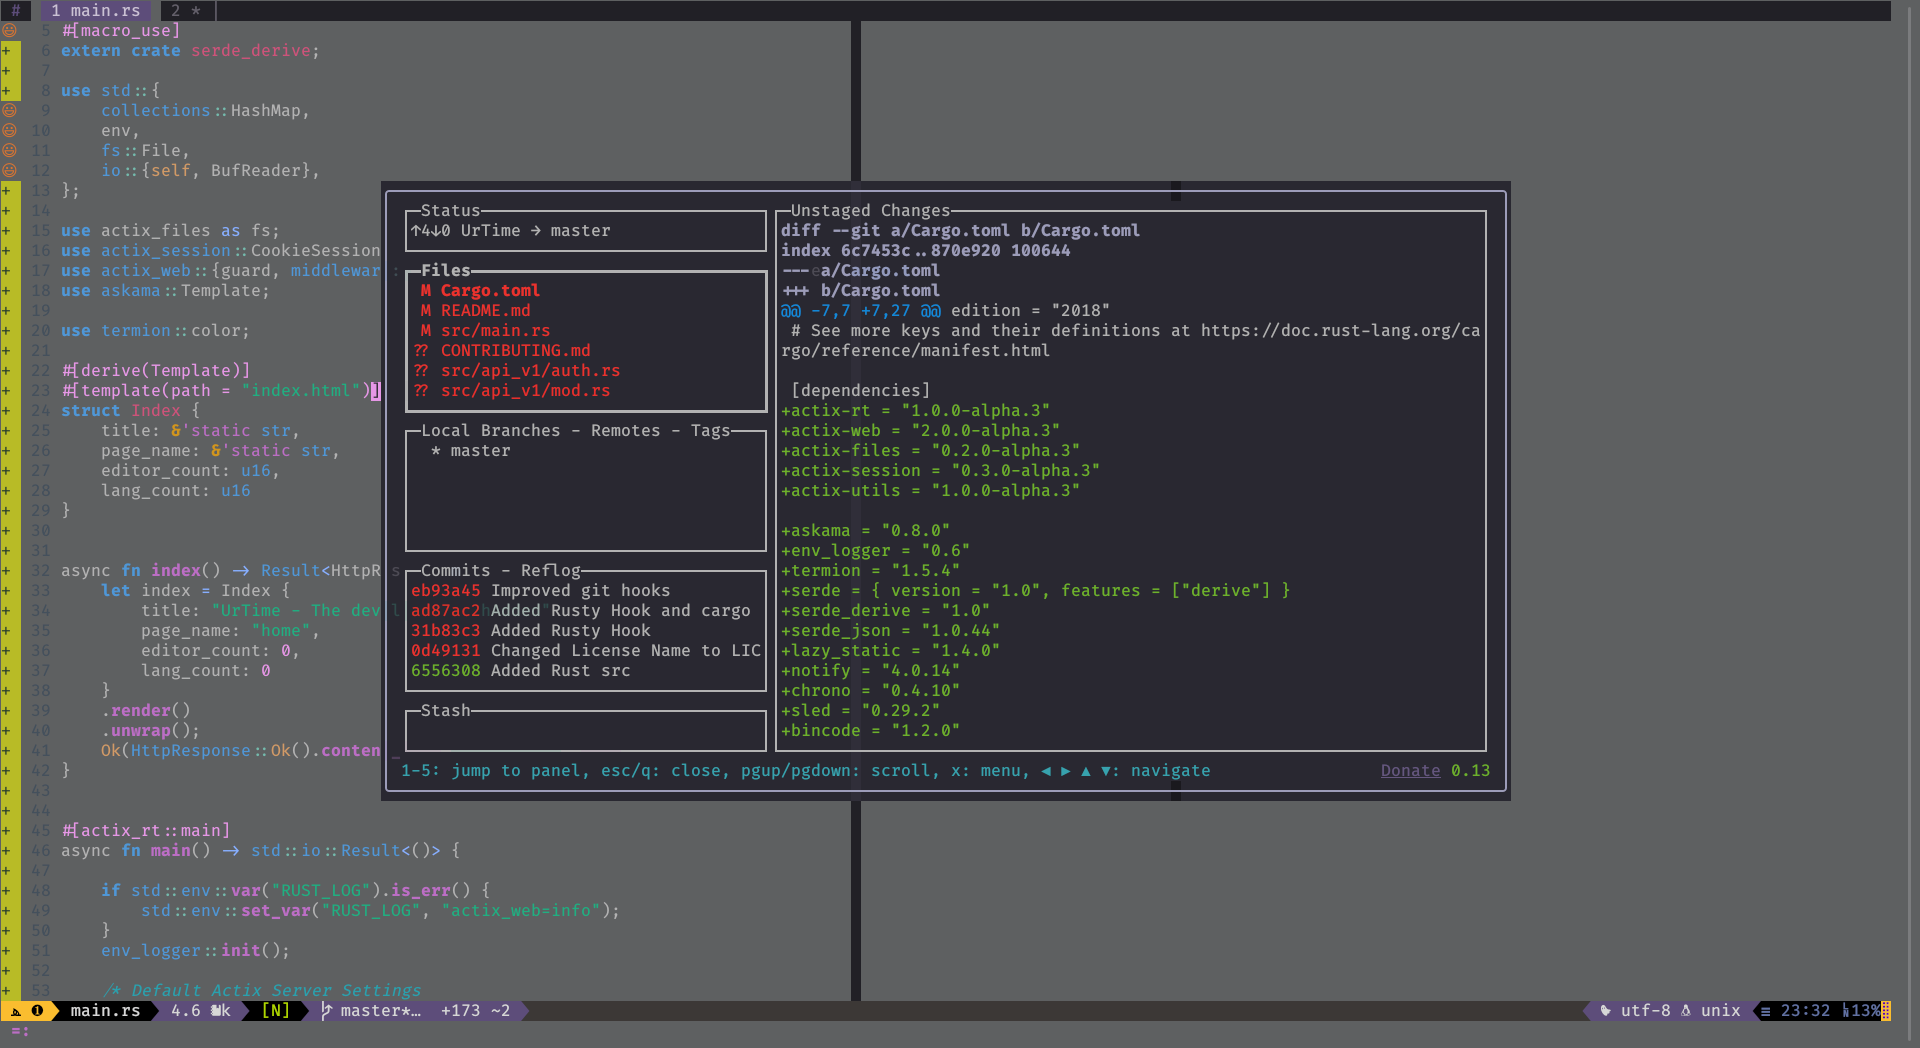 # 1 main.rs 2 *
5 #[macro_use]
+ 6 extern crate serde_derive;
+ 7
+ 8 use std::{
9 collections::HashMap,
10 env,
11 fs::File,
12 io::{self, BufReader},
+ 13 };
+ 14
+ 15 use actix_files as fs;
+ 16 use actix_session::CookieSession
+ 17 use actix_web::{guard, middlewar
+ 18 use askama::Template;
+ 19
+ 20 use termion::color;
+ 21
+ 22 #[derive(Template)]
+ 23 #[template(path = "index.html")]
+ 24 struct Index {
+ 25 title: &'static str,
+ 26 page_name: &'static str,
+ 27 editor_count: u16,
+ 28 lang_count: u16
+ 29 }
+ 30
+ 31
+ 32 async fn index() -> Result<HttpR
+ 33 let index = Index {
+ 34 title: "UrTime - The dev
+ 35 page_name: "home",
+ 36 editor_count: 0,
+ 37 lang_count: 0
+ 38 }
+ 39 .render()
+ 40 .unwrap();
+ 41 Ok(HttpResponse::Ok().conten
+ 42 }
+ 43
+ 44
+ 45 #[actix_rt::main]
+ 46 async fn main() -> std::io::Result<()> {
+ 47
+ 48 if std::env::var("RUST_LOG").is_err() {
+ 49 std::env::set_var("RUST_LOG", "actix_web=info");
+ 50 }
+ 51 env_logger::init();
+ 52
+ 53 /* Default Actix Server Settings
Status
↑4↓0 UrTime → master
Files
M Cargo.toml
M README.md
M src/main.rs
?? CONTRIBUTING.md
?? src/api_v1/auth.rs
?? src/api_v1/mod.rs
Local Branches - Remotes - Tags
* master
Commits - Reflog
eb93a45 Improved git hooks
ad87ac2 Added Rusty Hook and cargo
31b83c3 Added Rusty Hook
0d49131 Changed License Name to LIC
6556308 Added Rust src
Stash
Unstaged Changes
diff --git a/Cargo.toml b/Cargo.toml
index 6c7453c..870e920 100644
--- a/Cargo.toml
+++ b/Cargo.toml
@@ -7,7 +7,27 @@ edition = "2018"
# See more keys and their definitions at https://doc.rust-lang.org/ca
rgo/reference/manifest.html
[dependencies]
+actix-rt = "1.0.0-alpha.3"
+actix-web = "2.0.0-alpha.3"
+actix-files = "0.2.0-alpha.3"
+actix-session = "0.3.0-alpha.3"
+actix-utils = "1.0.0-alpha.3"
+askama = "0.8.0"
+env_logger = "0.6"
+termion = "1.5.4"
+serde = { version = "1.0", features = ["derive"] }
+serde_derive = "1.0"
+serde_json = "1.0.44"
+lazy_static = "1.4.0"
+notify = "4.0.14"
+chrono = "0.4.10"
+sled = "0.29.2"
+bincode = "1.2.0"
1-5: jump to panel, esc/q: close, pgup/pgdown: scroll, x: menu, ◄ ► ▲ ▼: navigate Donate 0.13
❶ main.rs 4.6 k [N] master*… +173 ~2 utf-8 unix ≡ 23:32 13%
=: